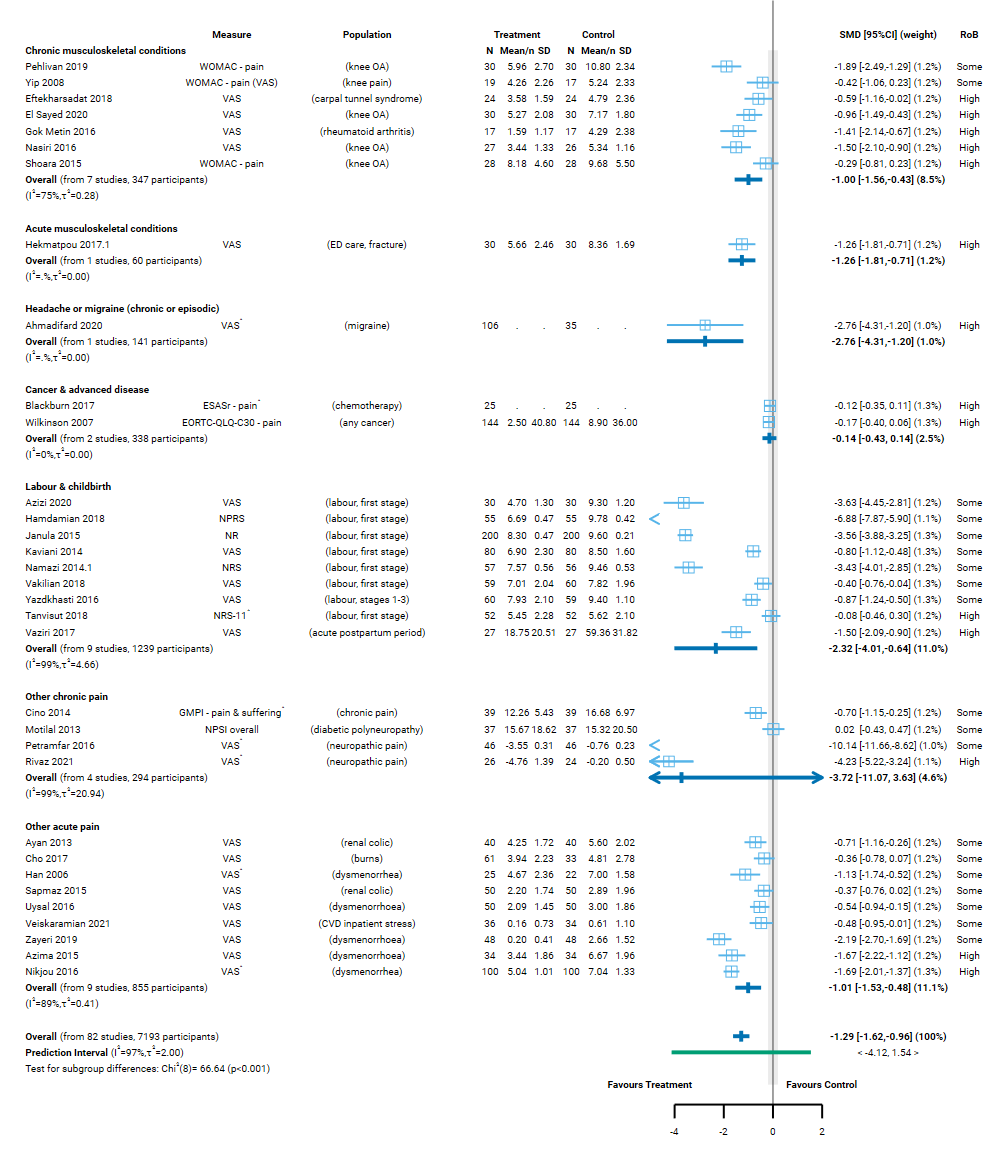 Treatment Control
Measure Population SMD [95%CI] (weight) RoB
N Mean/n SD N Mean/n SD
Chronic musculoskeletal conditions
Pehlivan 2019 WOMAC - pain (knee OA) 30 5.96 2.70 30 10.80 2.34 -1.89 [-2.49,-1.29] (1.2%) Some
Yip 2008 WOMAC - pain (VAS) (knee pain) 19 4.26 2.26 17 5.24 2.33 -0.42 [-1.06, 0.23] (1.2%) Some
Eftekharsadat 2018 VAS (carpal tunnel syndrome) 24 3.58 1.59 24 4.79 2.36 -0.59 [-1.16,-0.02] (1.2%) High
El Sayed 2020 VAS (knee OA) 30 5.27 2.08 30 7.17 1.80 -0.96 [-1.49,-0.43] (1.2%) High
Gok Metin 2016 VAS (rheumatoid arthritis) 17 1.59 1.17 17 4.29 2.38 -1.41 [-2.14,-0.67] (1.2%) High
Nasiri 2016 VAS (knee OA) 27 3.44 1.33 26 5.34 1.16 -1.50 [-2.10,-0.90] (1.2%) High
Shoara 2015 WOMAC - pain (knee OA) 28 8.18 4.60 28 9.68 5.50 -0.29 [-0.81, 0.23] (1.2%) High
Overall (from 7 studies, 347 participants) -1.00 [-1.56,-0.43] (8.5%)
(I²=75%,τ²=0.28)
Acute musculoskeletal conditions
Hekmatpou 2017.1 VAS (ED care, fracture) 30 5.66 2.46 30 8.36 1.69 -1.26 [-1.81,-0.71] (1.2%) High
Overall (from 1 studies, 60 participants) -1.26 [-1.81,-0.71] (1.2%)
(I²=.%,τ²=0.00)
Headache or migraine (chronic or episodic)
Ahmadifard 2020 VAS* (migraine) 106 . . 35 . . -2.76 [-4.31,-1.20] (1.0%) High
Overall (from 1 studies, 141 participants) -2.76 [-4.31,-1.20] (1.0%)
(I²=.%,τ²=0.00)
Cancer & advanced disease
Blackburn 2017 ESASr - pain* (chemotherapy) 25 . . 25 . . -0.12 [-0.35, 0.11] (1.3%) High
Wilkinson 2007 EORTC-QLQ-C30 - pain (any cancer) 144 2.50 40.80 144 8.90 36.00 -0.17 [-0.40, 0.06] (1.3%) High
Overall (from 2 studies, 338 participants) -0.14 [-0.43, 0.14] (2.5%)
(I²=0%,τ²=0.00)
Labour & childbirth
Azizi 2020 VAS (labour, first stage) 30 4.70 1.30 30 9.30 1.20 -3.63 [-4.45,-2.81] (1.2%) Some
Hamdamian 2018 NPRS (labour, first stage) 55 6.69 0.47 55 9.78 0.42 -6.88 [-7.87,-5.90] (1.1%) Some
Janula 2015 NR (labour, first stage) 200 8.30 0.47 200 9.60 0.21 -3.56 [-3.88,-3.25] (1.3%) Some
Kaviani 2014 VAS (labour, first stage) 80 6.90 2.30 80 8.50 1.60 -0.80 [-1.12,-0.48] (1.3%) Some
Namazi 2014.1 NRS (labour, first stage) 57 7.57 0.56 56 9.46 0.53 -3.43 [-4.01,-2.85] (1.2%) Some
Vakilian 2018 VAS (labour, first stage) 59 7.01 2.04 60 7.82 1.96 -0.40 [-0.76,-0.04] (1.3%) Some
Yazdkhasti 2016 VAS (labour, stages 1-3) 60 7.93 2.10 59 9.40 1.10 -0.87 [-1.24,-0.50] (1.3%) Some
Tanvisut 2018 NRS-11* (labour, first stage) 52 5.45 2.28 52 5.62 2.10 -0.08 [-0.46, 0.30] (1.2%) High
Vaziri 2017 VAS (acute postpartum period) 27 18.75 20.51 27 59.36 31.82 -1.50 [-2.09,-0.90] (1.2%) High
Overall (from 9 studies, 1239 participants) -2.32 [-4.01,-0.64] (11.0%)
(I²=99%,τ²=4.66)
Other chronic pain
Cino 2014 GMPI - pain & suffering* (chronic pain) 39 12.26 5.43 39 16.68 6.97 -0.70 [-1.15,-0.25] (1.2%) Some
Motilal 2013 NPSI overall (diabetic polyneuropathy) 37 15.67 18.62 37 15.32 20.50 0.02 [-0.43, 0.47] (1.2%) Some
Petramfar 2016 VAS* (neuropathic pain) 46 -3.55 0.31 46 -0.76 0.23 -10.14 [-11.66,-8.62] (1.0%) Some
Rivaz 2021 VAS* (neuropathic pain) 26 -4.76 1.39 24 -0.20 0.50 -4.23 [-5.22,-3.24] (1.1%) High
Overall (from 4 studies, 294 participants) -3.72 [-11.07, 3.63] (4.6%)
(I²=99%,τ²=20.94)
Other acute pain
Ayan 2013 VAS (renal colic) 40 4.25 1.72 40 5.60 2.02 -0.71 [-1.16,-0.26] (1.2%) Some
Cho 2017 VAS (burns) 61 3.94 2.23 33 4.81 2.78 -0.36 [-0.78, 0.07] (1.2%) Some
Han 2006 VAS* (dysmenorrhea) 25 4.67 2.36 22 7.00 1.58 -1.13 [-1.74,-0.52] (1.2%) Some
Sapmaz 2015 VAS (renal colic) 50 2.20 1.74 50 2.89 1.96 -0.37 [-0.76, 0.02] (1.2%) Some
Uysal 2016 VAS (dysmenorrhoea) 50 2.09 1.45 50 3.00 1.86 -0.54 [-0.94,-0.15] (1.2%) Some
Veiskaramian 2021 VAS (CVD inpatient stress) 36 0.16 0.73 34 0.61 1.10 -0.48 [-0.95,-0.01] (1.2%) Some
Zayeri 2019 VAS (dysmenorrhoea) 48 0.20 0.41 48 2.66 1.52 -2.19 [-2.70,-1.69] (1.2%) Some
Azima 2015 VAS (dysmenorrhoea) 34 3.44 1.86 34 6.67 1.96 -1.67 [-2.22,-1.12] (1.2%) High
Nikjou 2016 VAS* (dysmenorrhea) 100 5.04 1.01 100 7.04 1.33 -1.69 [-2.01,-1.37] (1.3%) High
Overall (from 9 studies, 855 participants) -1.01 [-1.53,-0.48] (11.1%)
(I²=89%,τ²=0.41)
Overall (from 82 studies, 7193 participants) -1.29 [-1.62,-0.96] (100%)
Prediction Interval (I²=97%,τ²=2.00) < -4.12, 1.54 >
Test for subgroup differences: Chi²(8)= 66.64 (p<0.001)
Favours Treatment Favours Control
-4 -2 0 2